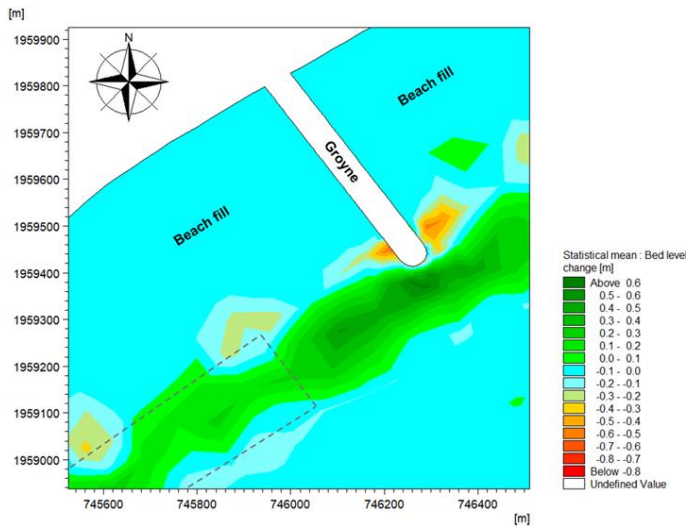 [m]
1959900
1959800
1959700
1959600
1959500
1959400
1959300
1959200
1959100
1959000
N
Beach fill
Groyne
Beach fill
745600
745800
746000
746200
746400
[m]
Statistical mean : Bed level
change [m]
Above 0.6
0.5 - 0.6
0.4 - 0.5
0.3 - 0.4
0.2 - 0.3
0.1 - 0.2
0.0 - 0.1
-0.1 - 0.0
-0.2 - -0.1
-0.3 - -0.2
-0.4 - -0.3
-0.5 - -0.4
-0.6 - -0.5
-0.7 - -0.6
-0.8 - -0.7
Below -0.8
Undefined Value